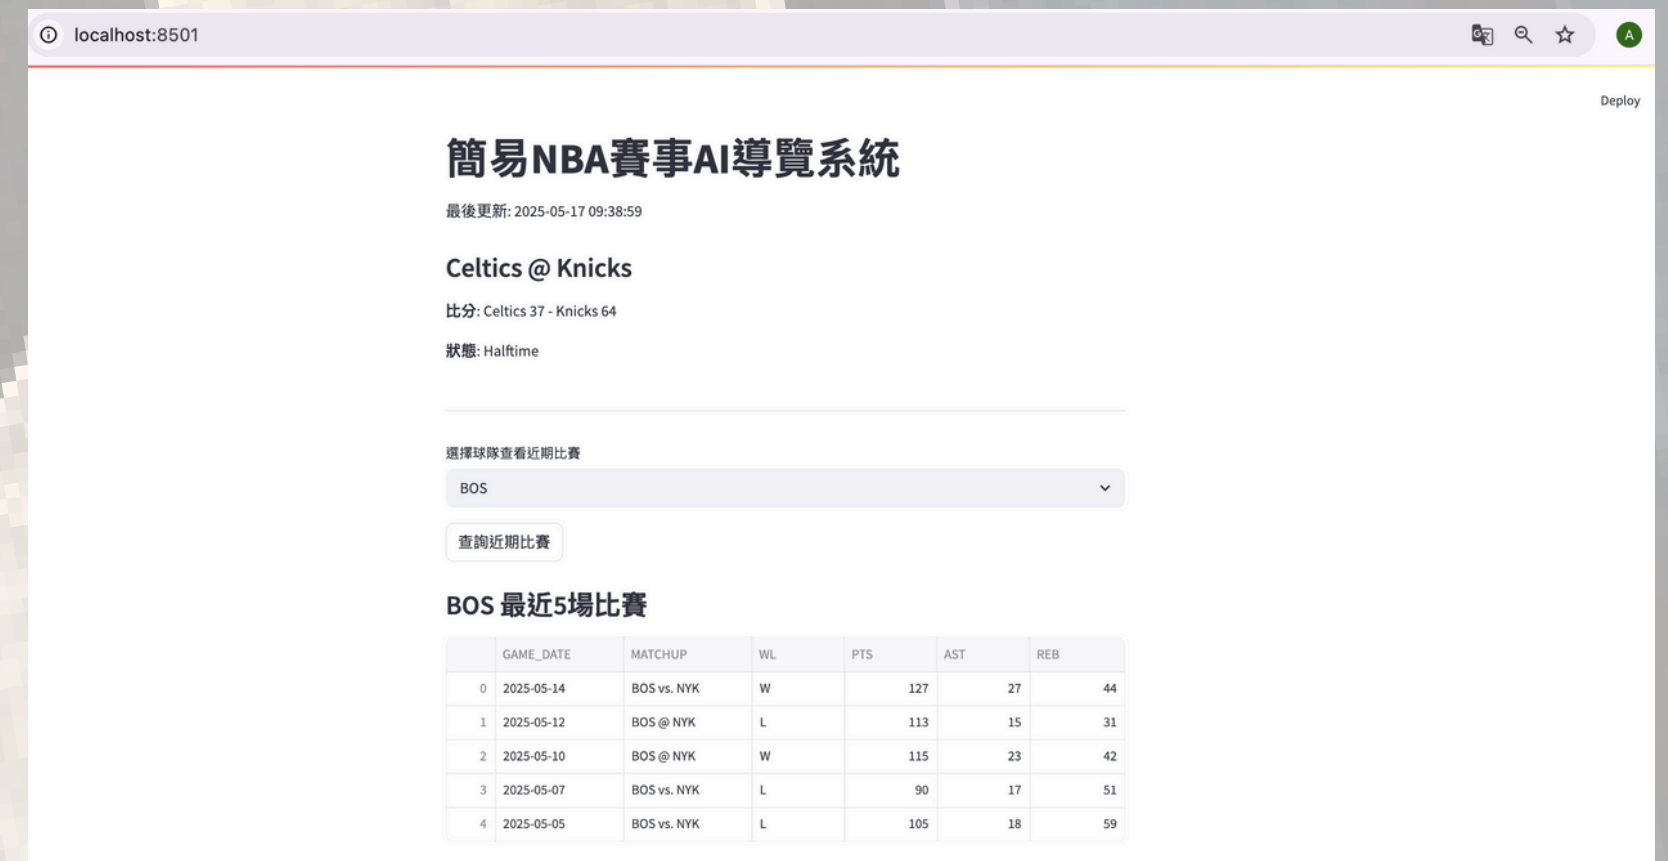 localhost:8501
A
Deploy
簡易NBA賽事AI導覽系統
最後更新: 2025-05-17 09:38:59
Celtics @ Knicks
比分: Celtics 37 - Knicks 64
狀態: Halftime
選擇球隊查看近期比賽
BOS
查詢近期比賽
BOS 最近5場比賽
GAME_DATE MATCHUP WL PTS AST REB
0 2025-05-14 BOS vs. NYK W 127 27 44
1 2025-05-12 BOS @ NYK L 113 15 31
2 2025-05-10 BOS @ NYK W 115 23 42
3 2025-05-07 BOS vs. NYK L 90 17 51
4 2025-05-05 BOS vs. NYK L 105 18 59